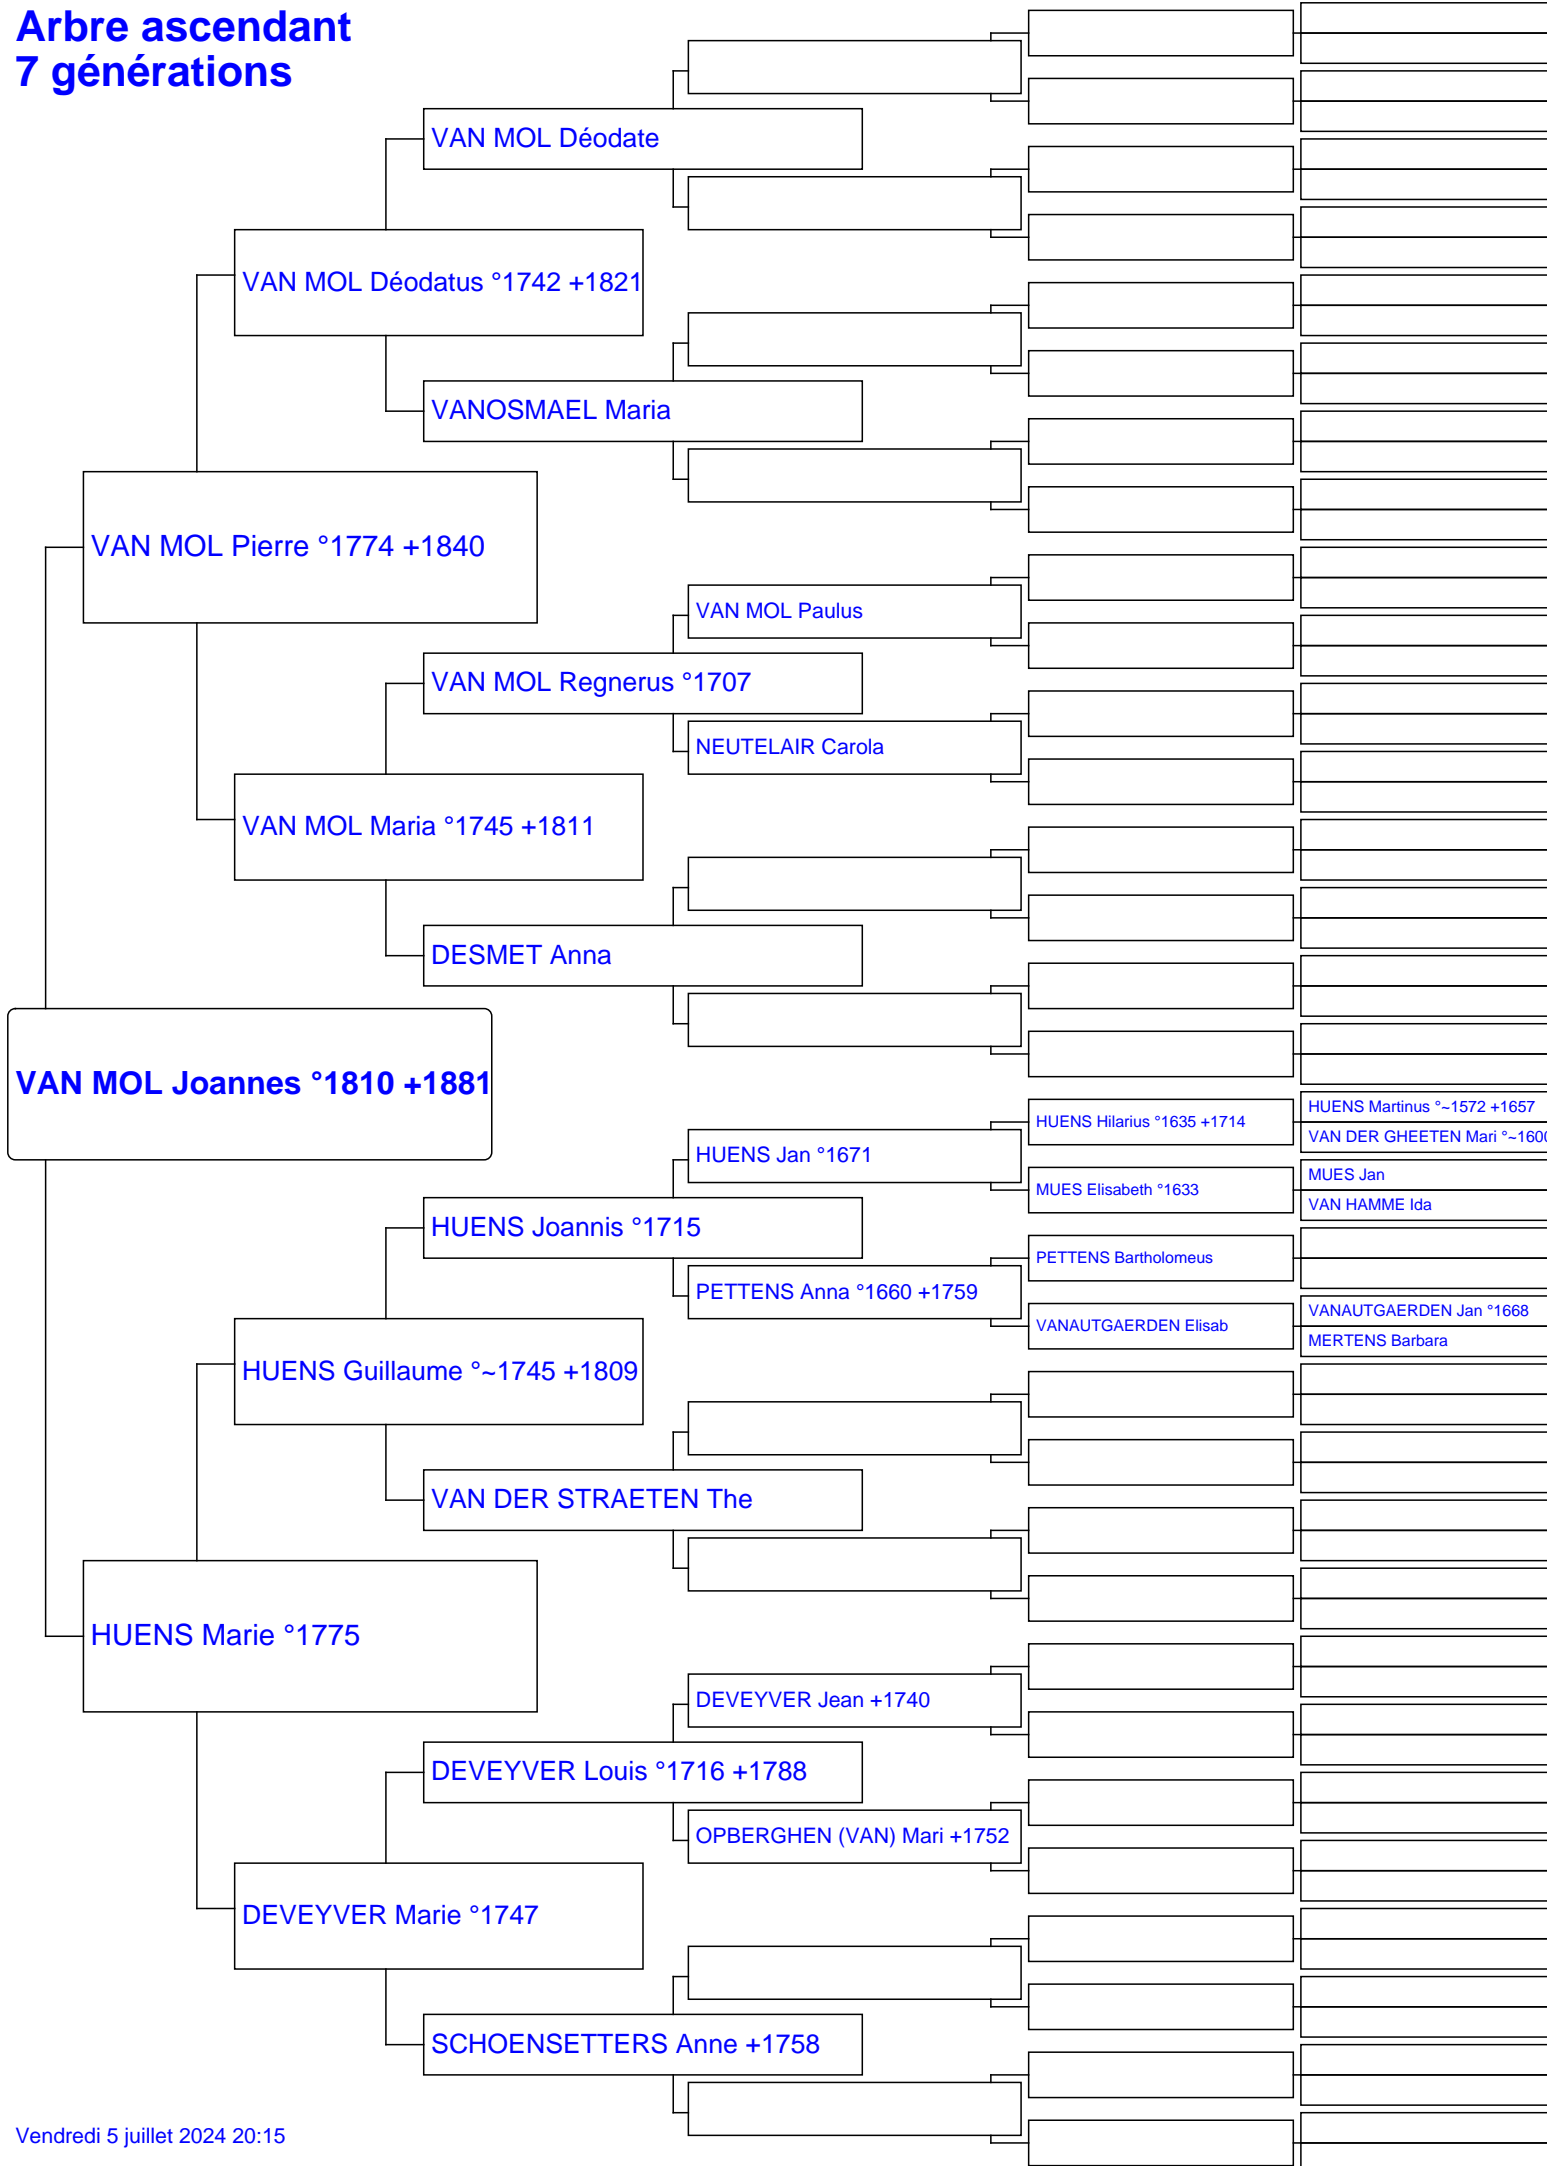 Arbre ascendant
7 générations
VAN MOL Déodate
VAN MOL Déodatus °1742 +1821
VANOSMAEL Maria
VAN MOL Pierre °1774 +1840
VAN MOL Paulus
VAN MOL Regnerus °1707
NEUTELAIR Carola
VAN MOL Maria °1745 +1811
DESMET Anna
VAN MOL Joannes °1810 +1881
HUENS Martinus °~1572 +1657
HUENS Hilarius °1635 +1714
VAN DER GHEETEN Mari °~1600
HUENS Jan °1671
MUES Jan
MUES Elisabeth °1633
VAN HAMME Ida
HUENS Joannis °1715
PETTENS Bartholomeus
PETTENS Anna °1660 +1759
VANAUTGAERDEN Jan °1668
VANAUTGAERDEN Elisab
MERTENS Barbara
HUENS Guillaume °~1745 +1809
VAN DER STRAETEN The
HUENS Marie °1775
DEVEYVER Jean +1740
DEVEYVER Louis °1716 +1788
OPBERGHEN (VAN) Mari +1752
DEVEYVER Marie °1747
SCHOENSETTERS Anne +1758
Vendredi 5 juillet 2024 20:15